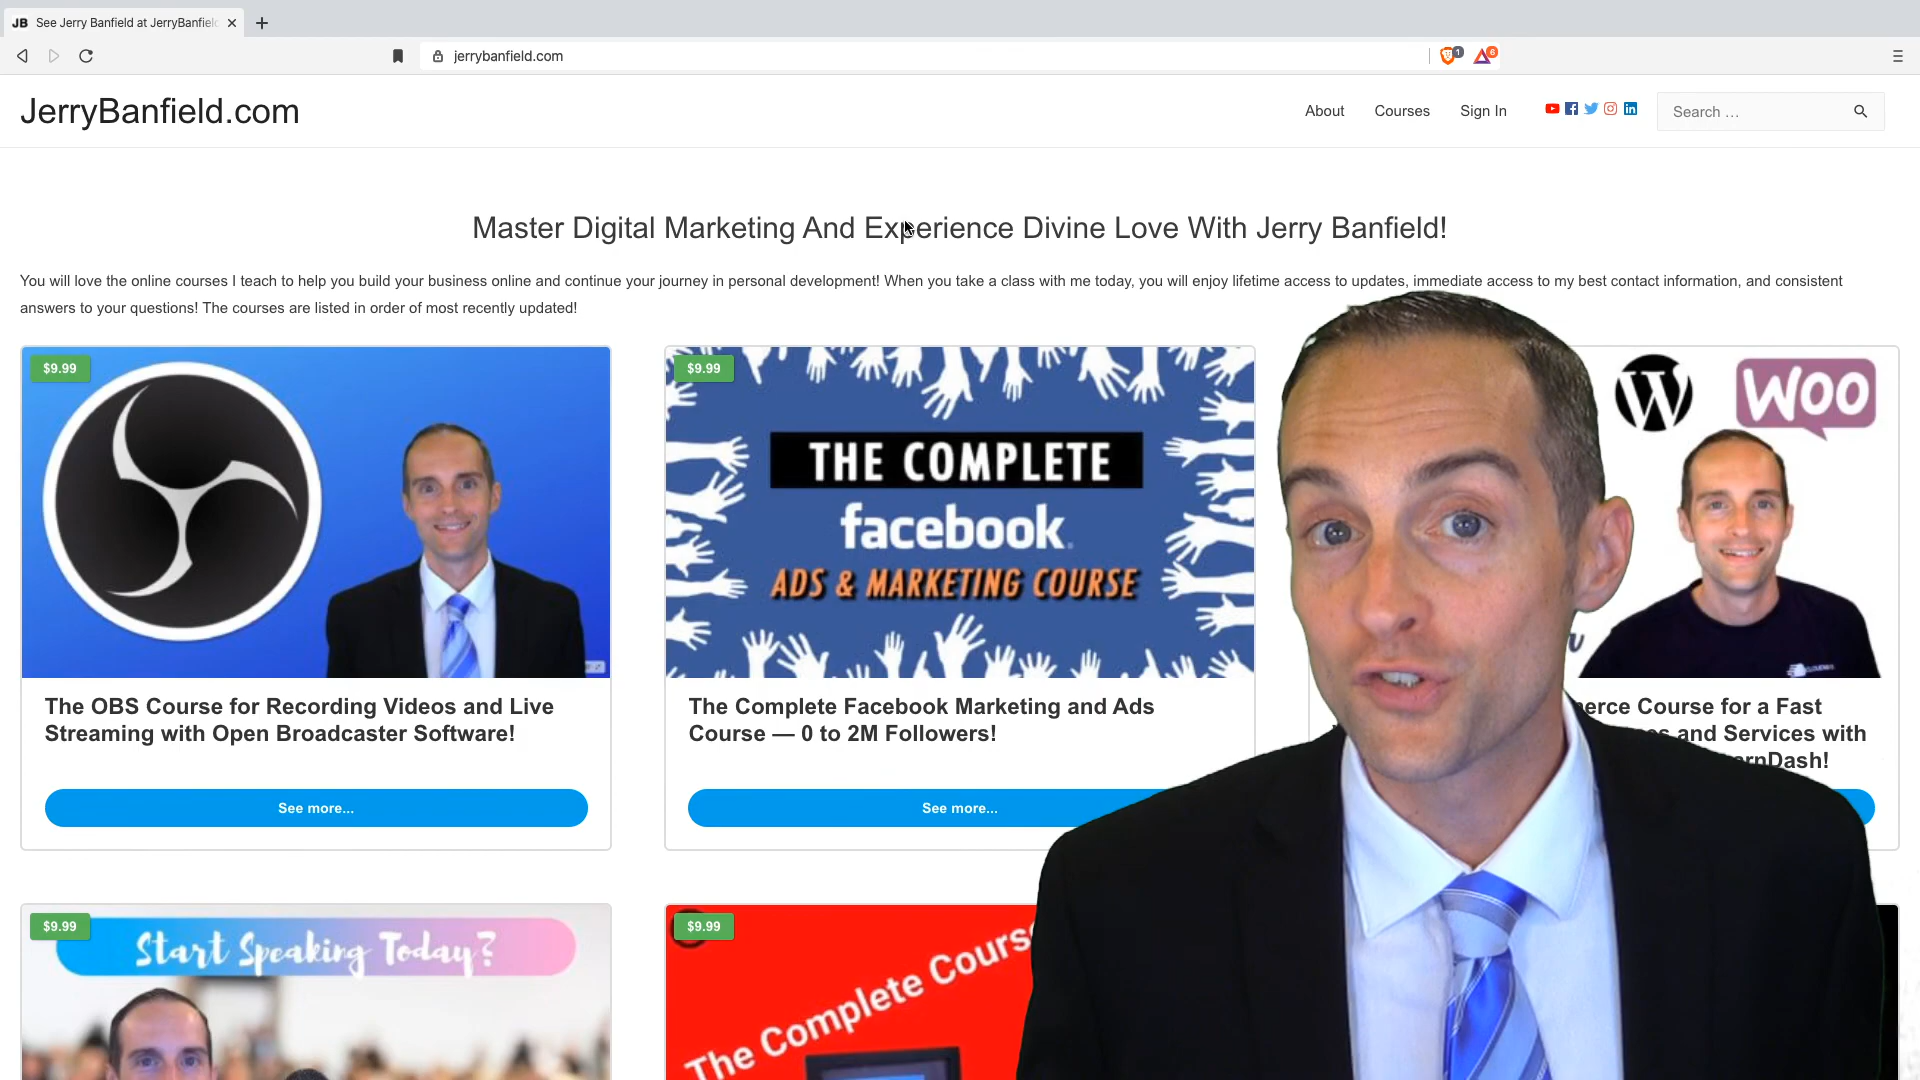 JB See Jerry Banfield at JerryBanfiel
jerrybanfield.com
1
6
JerryBanfield.com
About
Courses
Sign In
Search …
Master Digital Marketing And Experience Divine Love With Jerry Banfield!
You will love the online courses I teach to help you build your business online and continue your journey in personal development! When you take a class with me today, you will enjoy lifetime access to updates, immediate access to my best contact information, and consistent
answers to your questions! The courses are listed in order of most recently updated!
$9.99
The OBS Course for Recording Videos and Live
Streaming with Open Broadcaster Software!
See more...
$9.99
THE COMPLETE
facebook
ADS & MARKETING COURSE
The Complete Facebook Marketing and Ads
Course — 0 to 2M Followers!
See more...
WOO
erce Course for a Fast
and Services with
rnDash!
$9.99
Start Speaking Today?
$9.99
The Complete Course